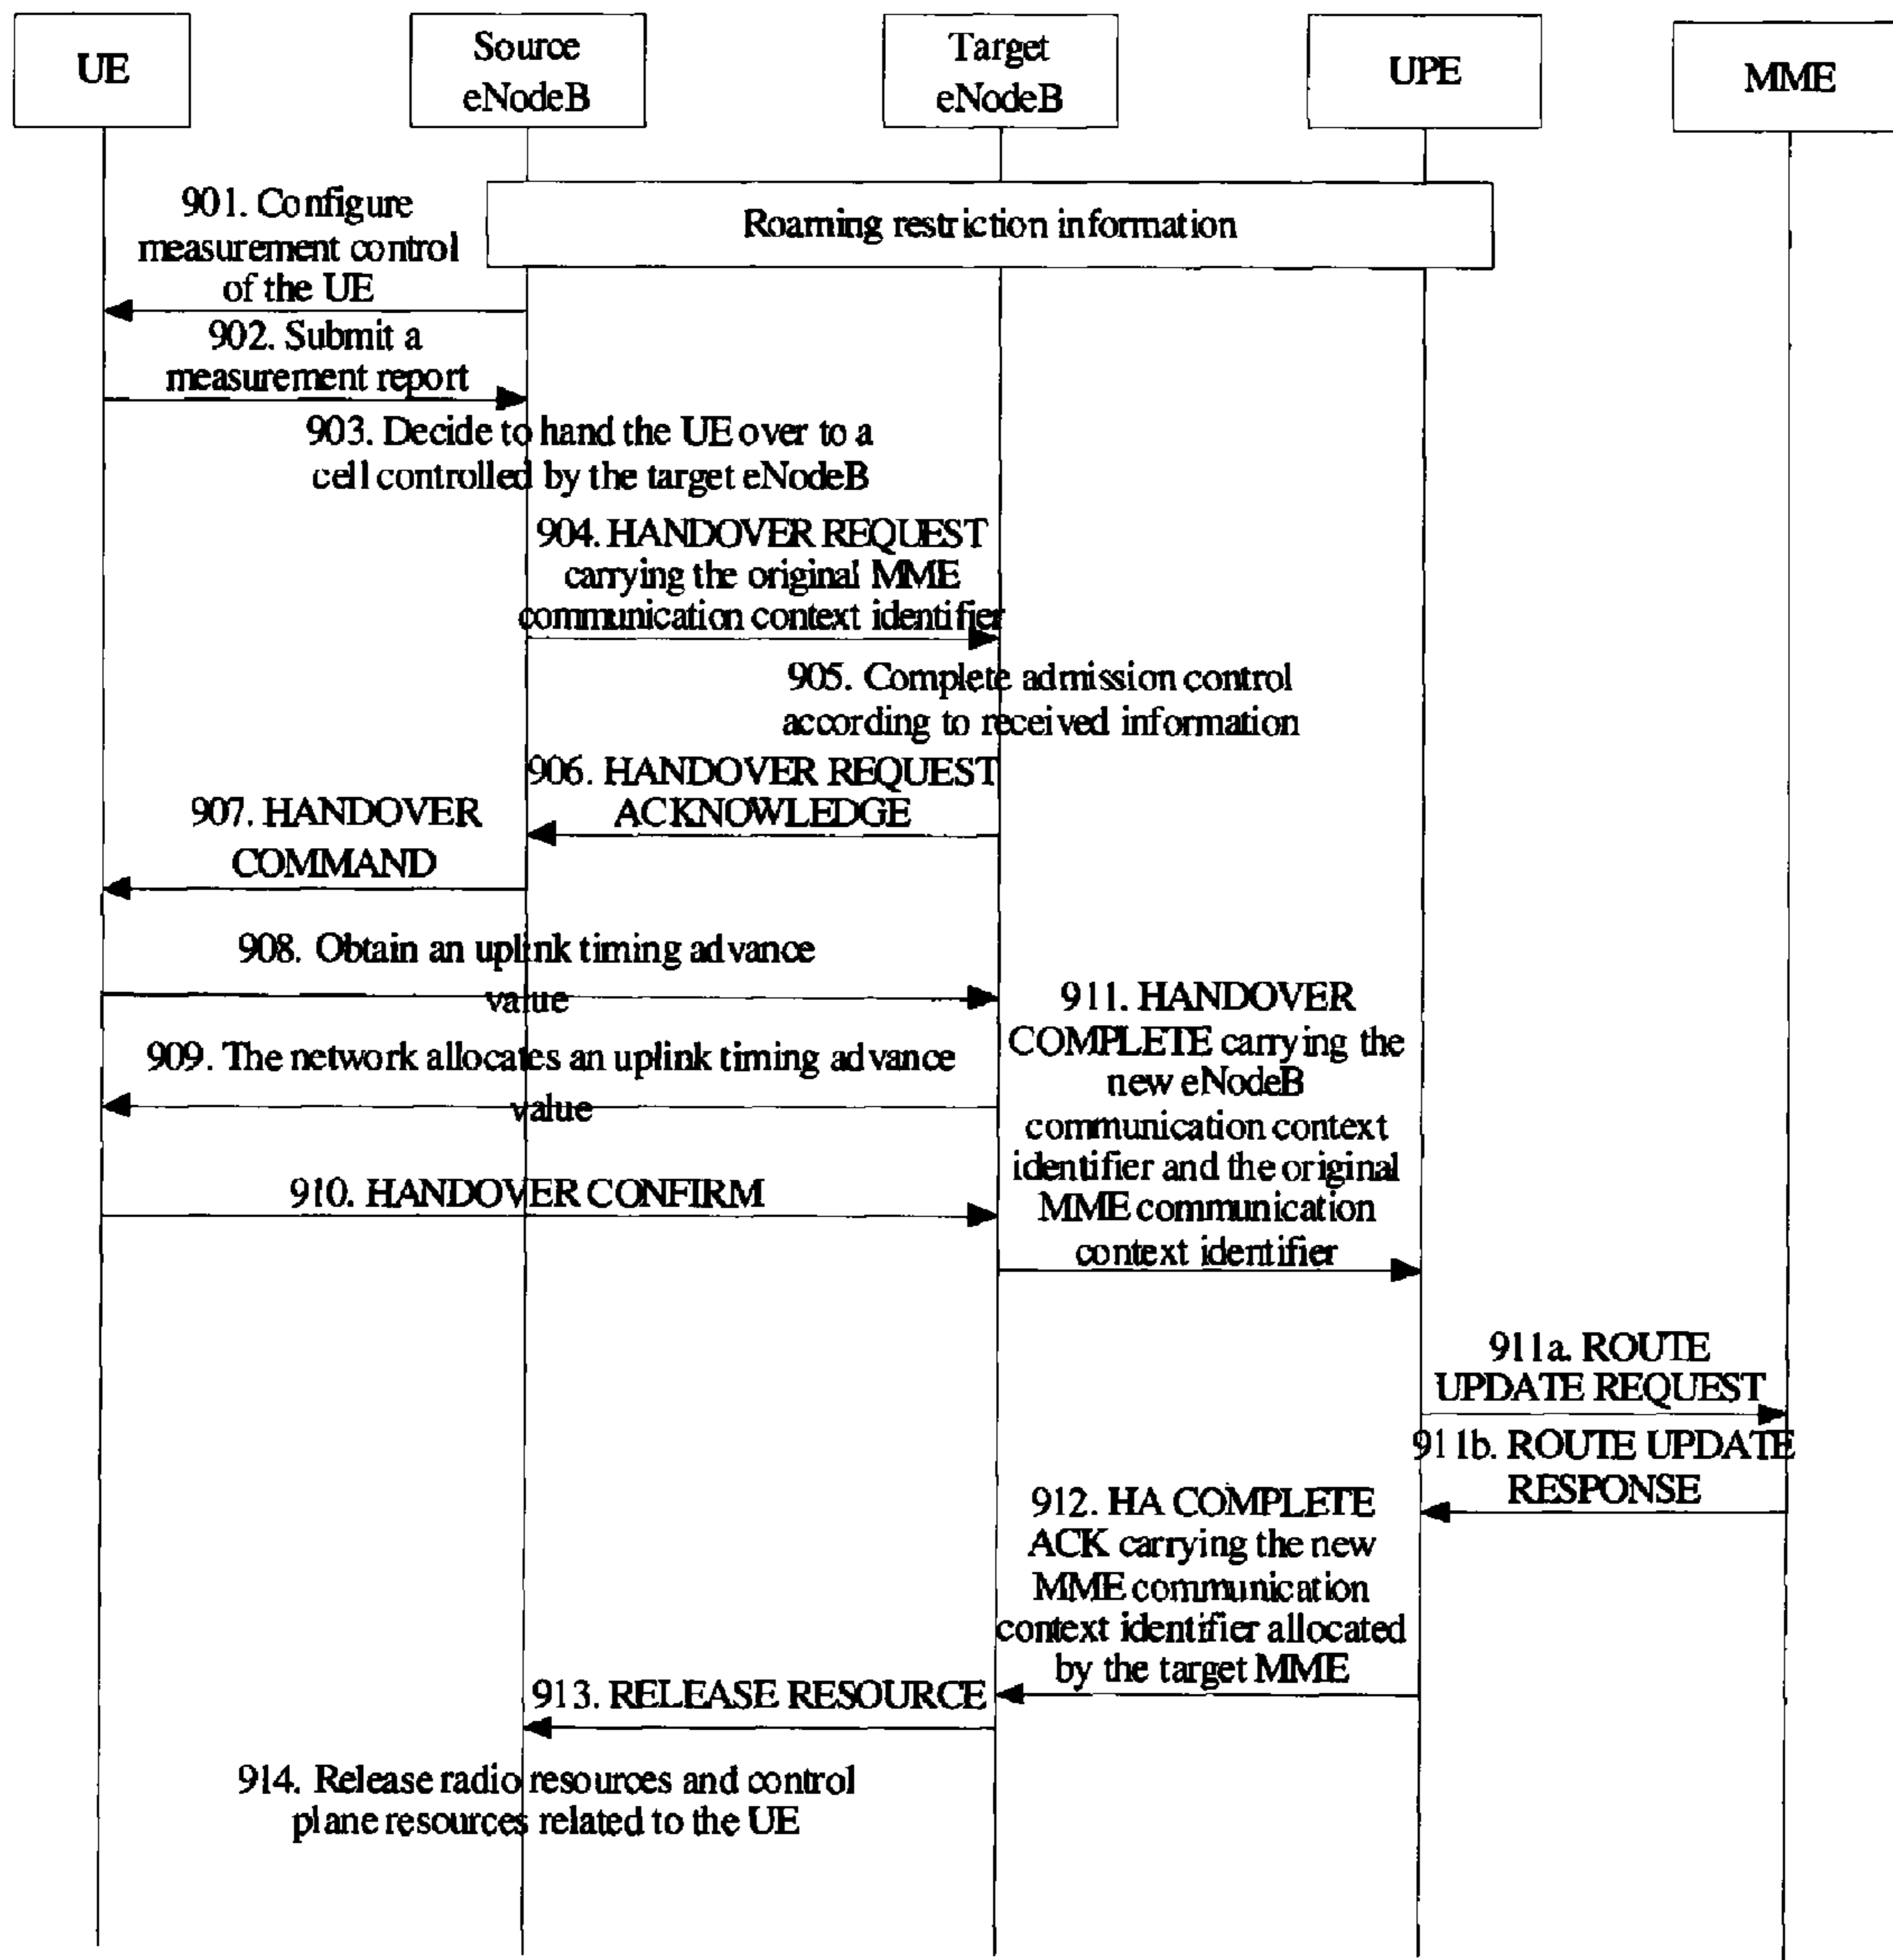 UE
Source
eNodeB
Target
eNodeB
UPE
MME
Roaming restriction information
901. Configure
measurement control
of the UE
902. Submit a
measurement report
903. Decide to hand the UE over to a
cell controlled by the target eNodeB
904. HANDOVER REQUEST
carrying the original MME
communication context identifier
905. Complete admission control
according to received information
906. HANDOVER REQUEST
ACKNOWLEDGE
907. HANDOVER
COMMAND
908. Obtain an uplink timing advance
value
909. The network allocates an uplink timing advance
value
910. HANDOVER CONFIRM
911. HANDOVER
COMPLETE carrying the
new eNodeB
communication context
identifier and the original
MME communication
context identifier
911a. ROUTE
UPDATE REQUEST
911b. ROUTE UPDATE
RESPONSE
912. HA COMPLETE
ACK carrying the new
MME communication
context identifier allocated
by the target MME
913. RELEASE RESOURCE
914. Release radio resources and control
plane resources related to the UE